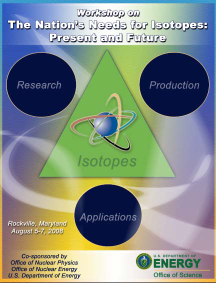 Workshop on
The Nation's Needs for Isotopes:
Present and Future
Research
Production
Isotopes
Applications
Rockville, Maryland
August 5-7, 2008
Co-sponsored by
Office of Nuclear Physics
Office of Nuclear Energy
U.S. Department of Energy
U.S. DEPARTMENT OF
ENERGY
Office of Science